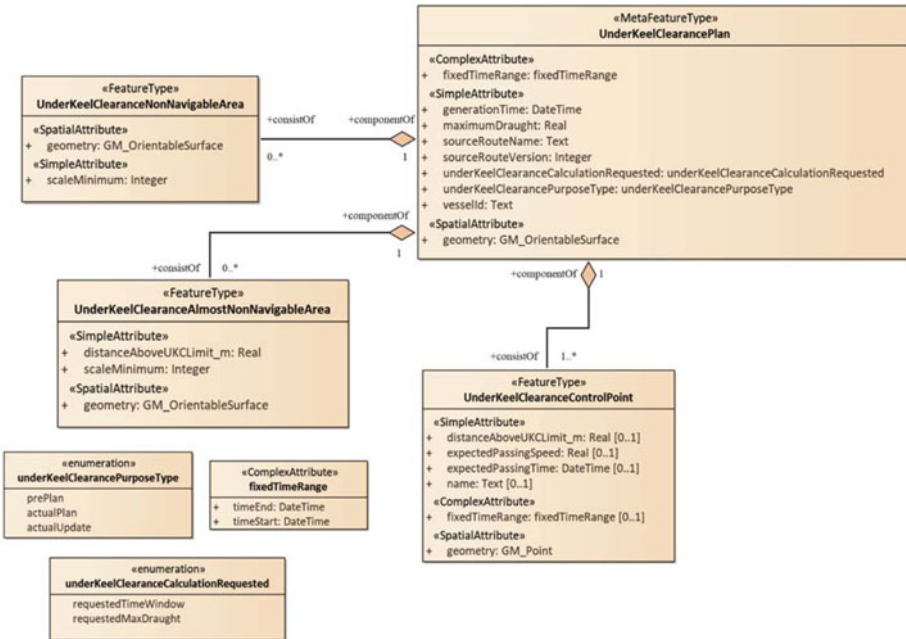 «MetaFeatureType»
UnderKeelClearancePlan
«ComplexAttribute»
+ fixedTimeRange: fixedTimeRange
«SimpleAttribute»
+ generationTime: DateTime
+ maximumDraught: Real
+ sourceRouteName: Text
+ sourceRouteVersion: Integer
+ underKeelClearanceCalculationRequested: underKeelClearanceCalculationRequested
+ underKeelClearancePurposeType: underKeelClearancePurposeType
+ vesselId: Text
«SpatialAttribute»
+ geometry: GM_OrientableSurface
«FeatureType»
UnderKeelClearanceNonNavigableArea
«SpatialAttribute»
+ geometry: GM_OrientableSurface
«SimpleAttribute»
+ scaleMinimum: Integer
+consistOf
+componentOf
0..*
1
+componentOf
1
+consistOf
0..*
«FeatureType»
UnderKeelClearanceAlmostNonNavigableArea
«SimpleAttribute»
+ distanceAboveUKCLimit_m: Real
+ scaleMinimum: Integer
«SpatialAttribute»
+ geometry: GM_OrientableSurface
+componentOf
1
+consistOf
1..*
«FeatureType»
UnderKeelClearanceControlPoint
«SimpleAttribute»
+ distanceAboveUKCLimit_m: Real [0..1]
+ expectedPassingSpeed: Real [0..1]
+ expectedPassingTime: DateTime [0..1]
+ name: Text [0..1]
«ComplexAttribute»
+ fixedTimeRange: fixedTimeRange [0..1]
«SpatialAttribute»
+ geometry: GM_Point
«enumeration»
underKeelClearancePurposeType
prePlan
actualPlan
actualUpdate
«ComplexAttribute»
fixedTimeRange
+ timeEnd: DateTime
+ timeStart: DateTime
«enumeration»
underKeelClearanceCalculationRequested
requestedTimeWindow
requestedMaxDraught